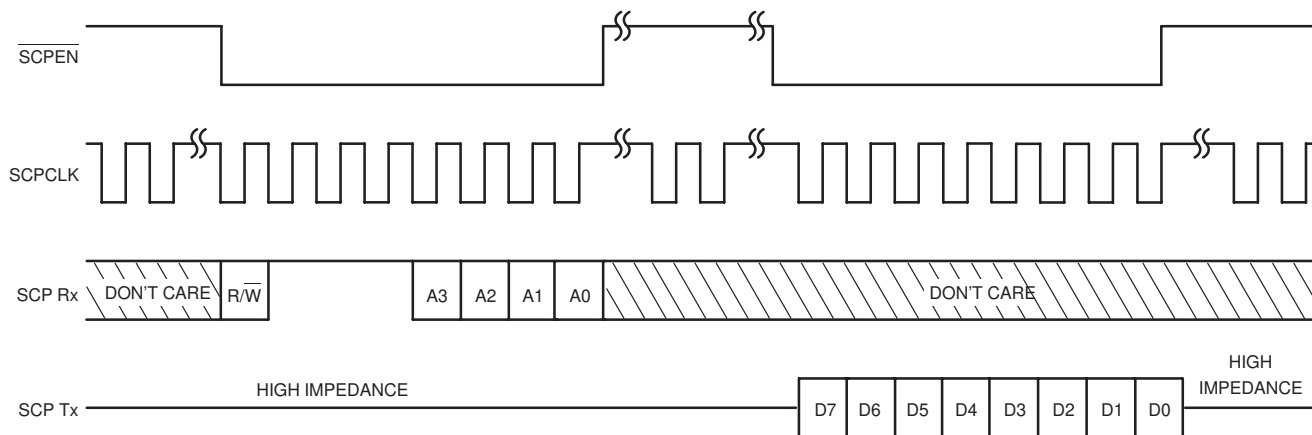 SCPEN
SCPCLK
SCP Rx DON'T CARE R/W A3 A2 A1 A0 DON'T CARE
HIGH IMPEDANCE
HIGH
IMPEDANCE
SCP Tx D7 D6 D5 D4 D3 D2 D1 D0